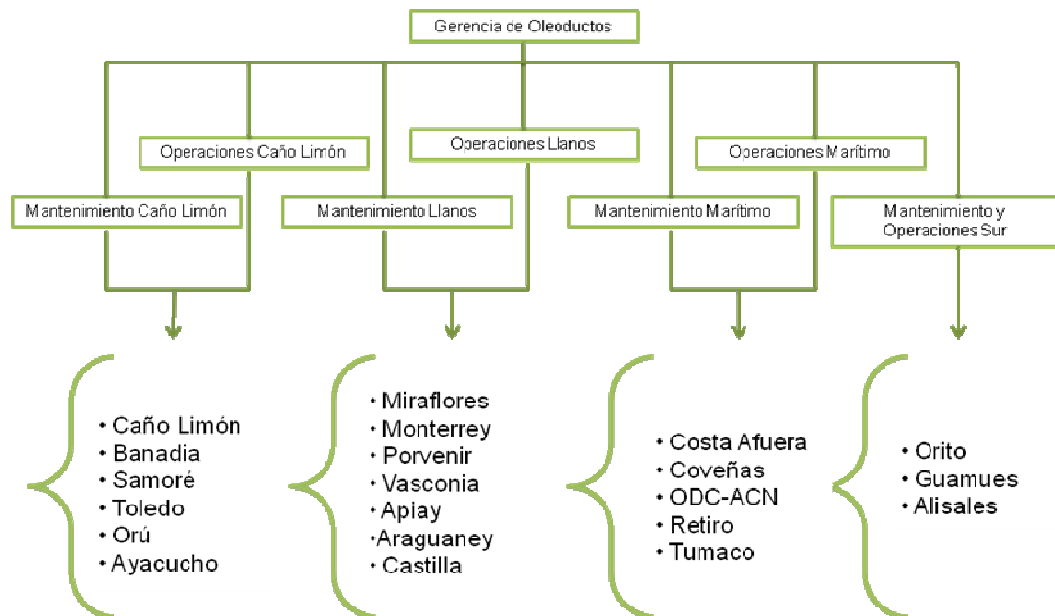 Gerencia de Oleoductos
Operaciones Caño Limón
Operaciones Llanos
Operaciones Marítimo
Mantenimiento Caño Limón
Mantenimiento Llanos
Mantenimiento Marítimo
Mantenimiento y
Operaciones Sur
• Caño Limón
• Banadia
• Samoré
• Toledo
• Orú
• Ayacucho
• Miraflores
• Monterrey
• Porvenir
• Vasconia
• Apiay
• Araguaney
• Castilla
• Costa Afuera
• Coveñas
• ODC-ACN
• Retiro
• Tumaco
• Orito
• Guamues
• Alisales